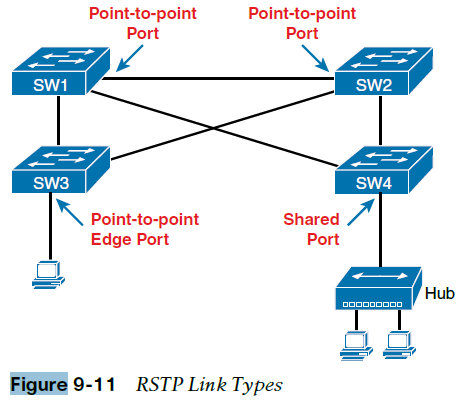 Point-to-point
Port
Point-to-point
Port
SW1
SW2
SW3
SW4
Point-to-point
Edge Port
Shared
Port
Hub
Figure 9-11 RSTP Link Types